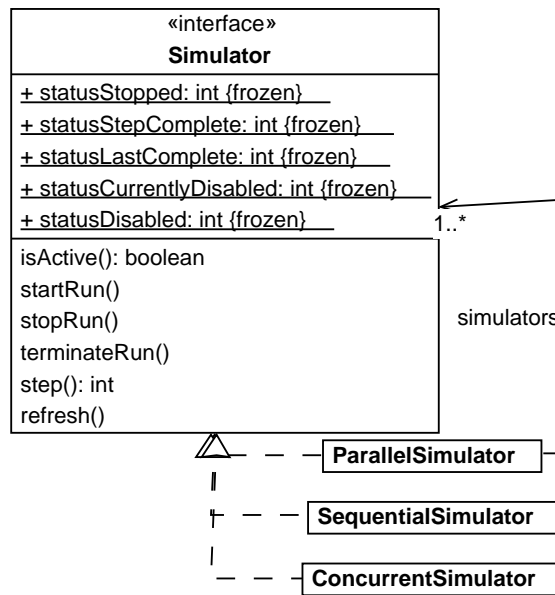 «interface»
Simulator
+ statusStopped: int {frozen}
+ statusStepComplete: int {frozen}
+ statusLastComplete: int {frozen}
+ statusCurrentlyDisabled: int {frozen}
+ statusDisabled: int {frozen}
1..*
isActive(): boolean
startRun()
stopRun()
simulators
terminateRun()
step(): int
refresh()
ParallelSimulator
SequentialSimulator
ConcurrentSimulator